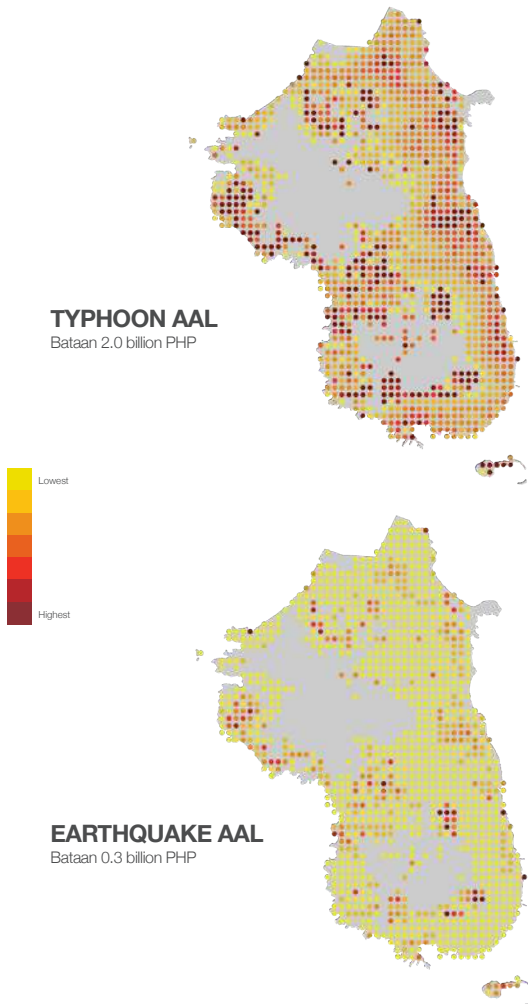 TYPHOON AAL
Bataan 2.0 billion PHP
Lowest
Highest
EARTHQUAKE AAL
Bataan 0.3 billion PHP